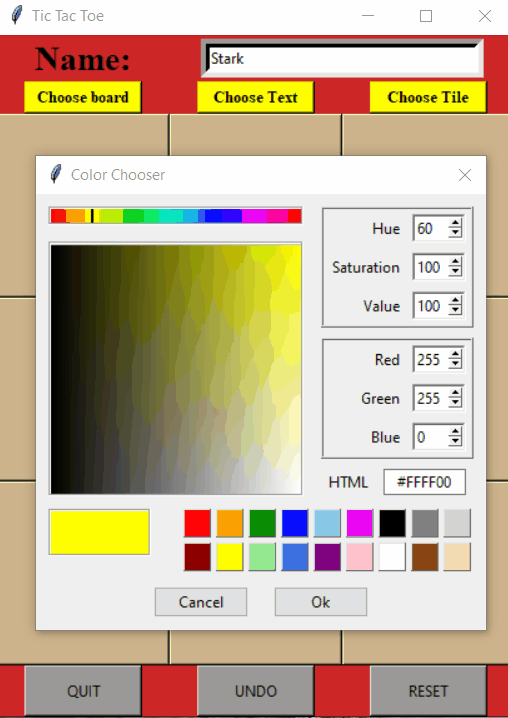 Tic Tac Toe
Name: Stark
Choose board Choose Text Choose Tile
Color Chooser
Hue 60
Saturation 100
Value 100
Red 255
Green 255
Blue 0
HTML #FFFF00
Cancel Ok
QUIT UNDO RESET